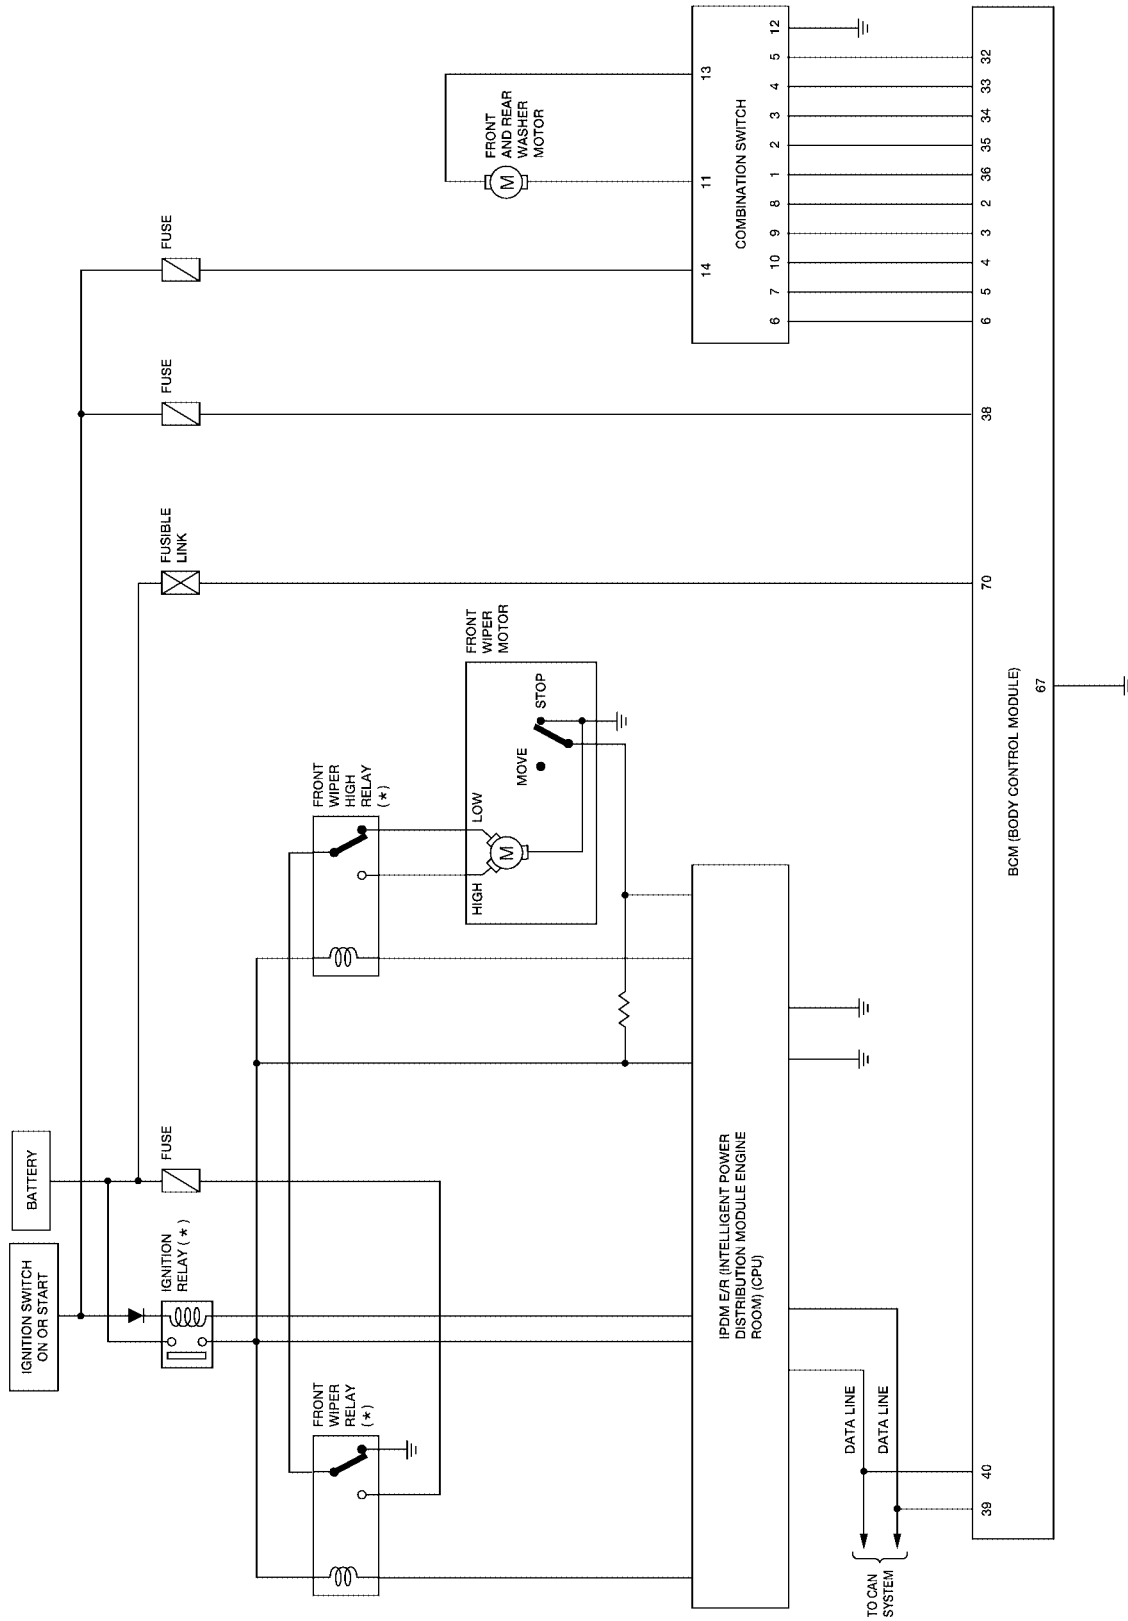 IGNITION SWITCH
ON OR START
BATTERY
IGNITION
RELAY (*)
FUSE
FUSIBLE
LINK
FUSE
FUSE
FRONT
WIPER
RELAY
(*)
FRONT
WIPER
HIGH
RELAY
(*)
HIGH
LOW
M
MOVE
STOP
FRONT
WIPER
MOTOR
M
FRONT
AND REAR
WASHER
MOTOR
IPDM E/R (INTELLIGENT POWER
DISTRIBUTION MODULE ENGINE
ROOM) (CPU)
14
11
13
COMBINATION SWITCH
6
7
10
9
8
1
2
3
4
5
12
DATA LINE
DATA LINE
TO CAN
SYSTEM
39
40
70
38
6
5
4
3
2
36
35
34
33
32
BCM (BODY CONTROL MODULE)
67